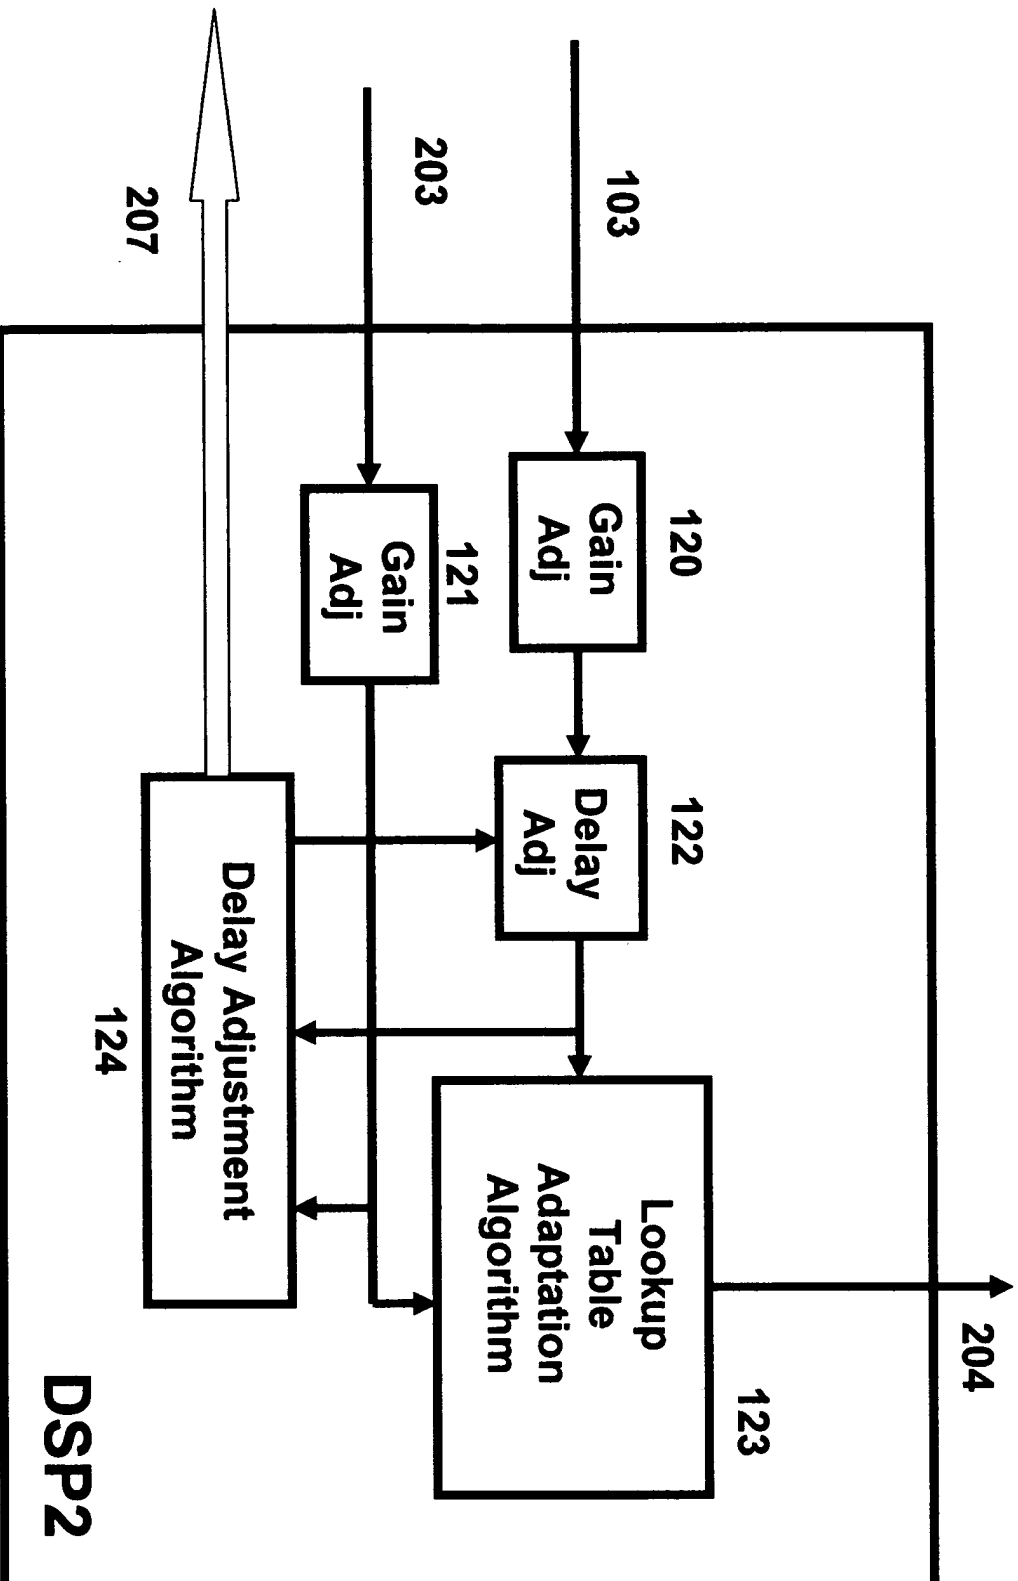 204
103
120
122
123
Gain
Adj
Delay
Adj
Lookup
Table
Adaptation
Algorithm
203
121
Gain
Adj
207
Delay Adjustment
Algorithm
124
DSP2